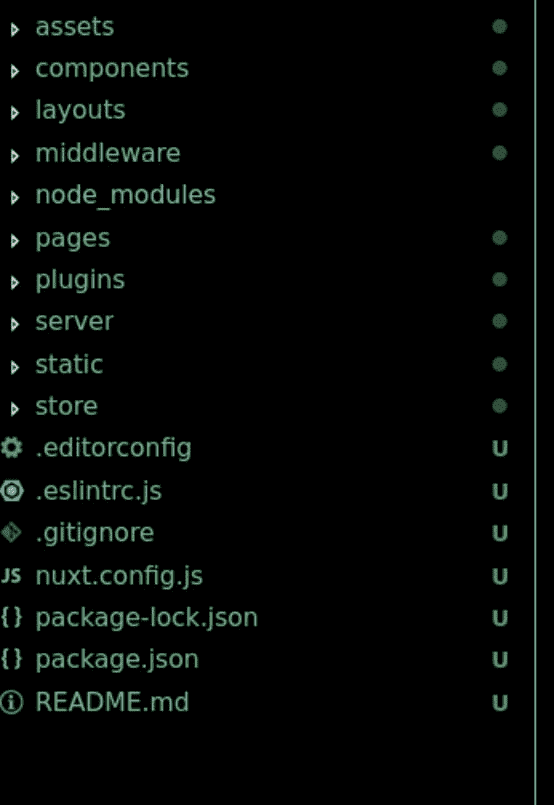 assets
components
layouts
middleware
node_modules
pages
plugins
server
static
store
.editorconfig U
.eslintrc.js U
.gitignore U
JS nuxt.config.js U
{} package-lock.json U
{} package.json U
README.md U